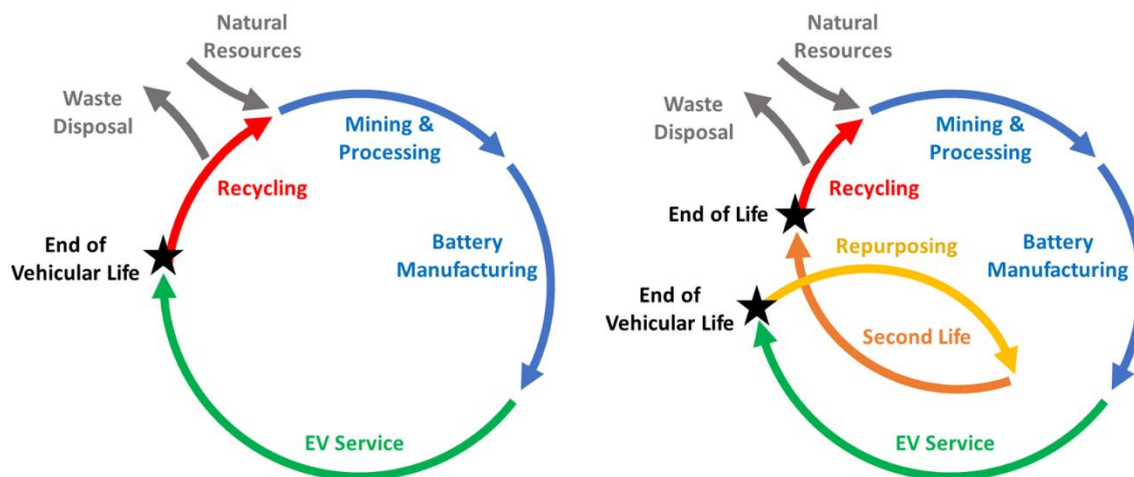 Natural
Resources
Waste
Disposal
Mining &
Processing
Recycling
End of
Vehicular Life
Battery
Manufacturing
EV Service
Natural
Resources
Waste
Disposal
Mining &
Processing
Recycling
End of Life
Repurposing
Battery
Manufacturing
End of
Vehicular Life
Second Life
EV Service